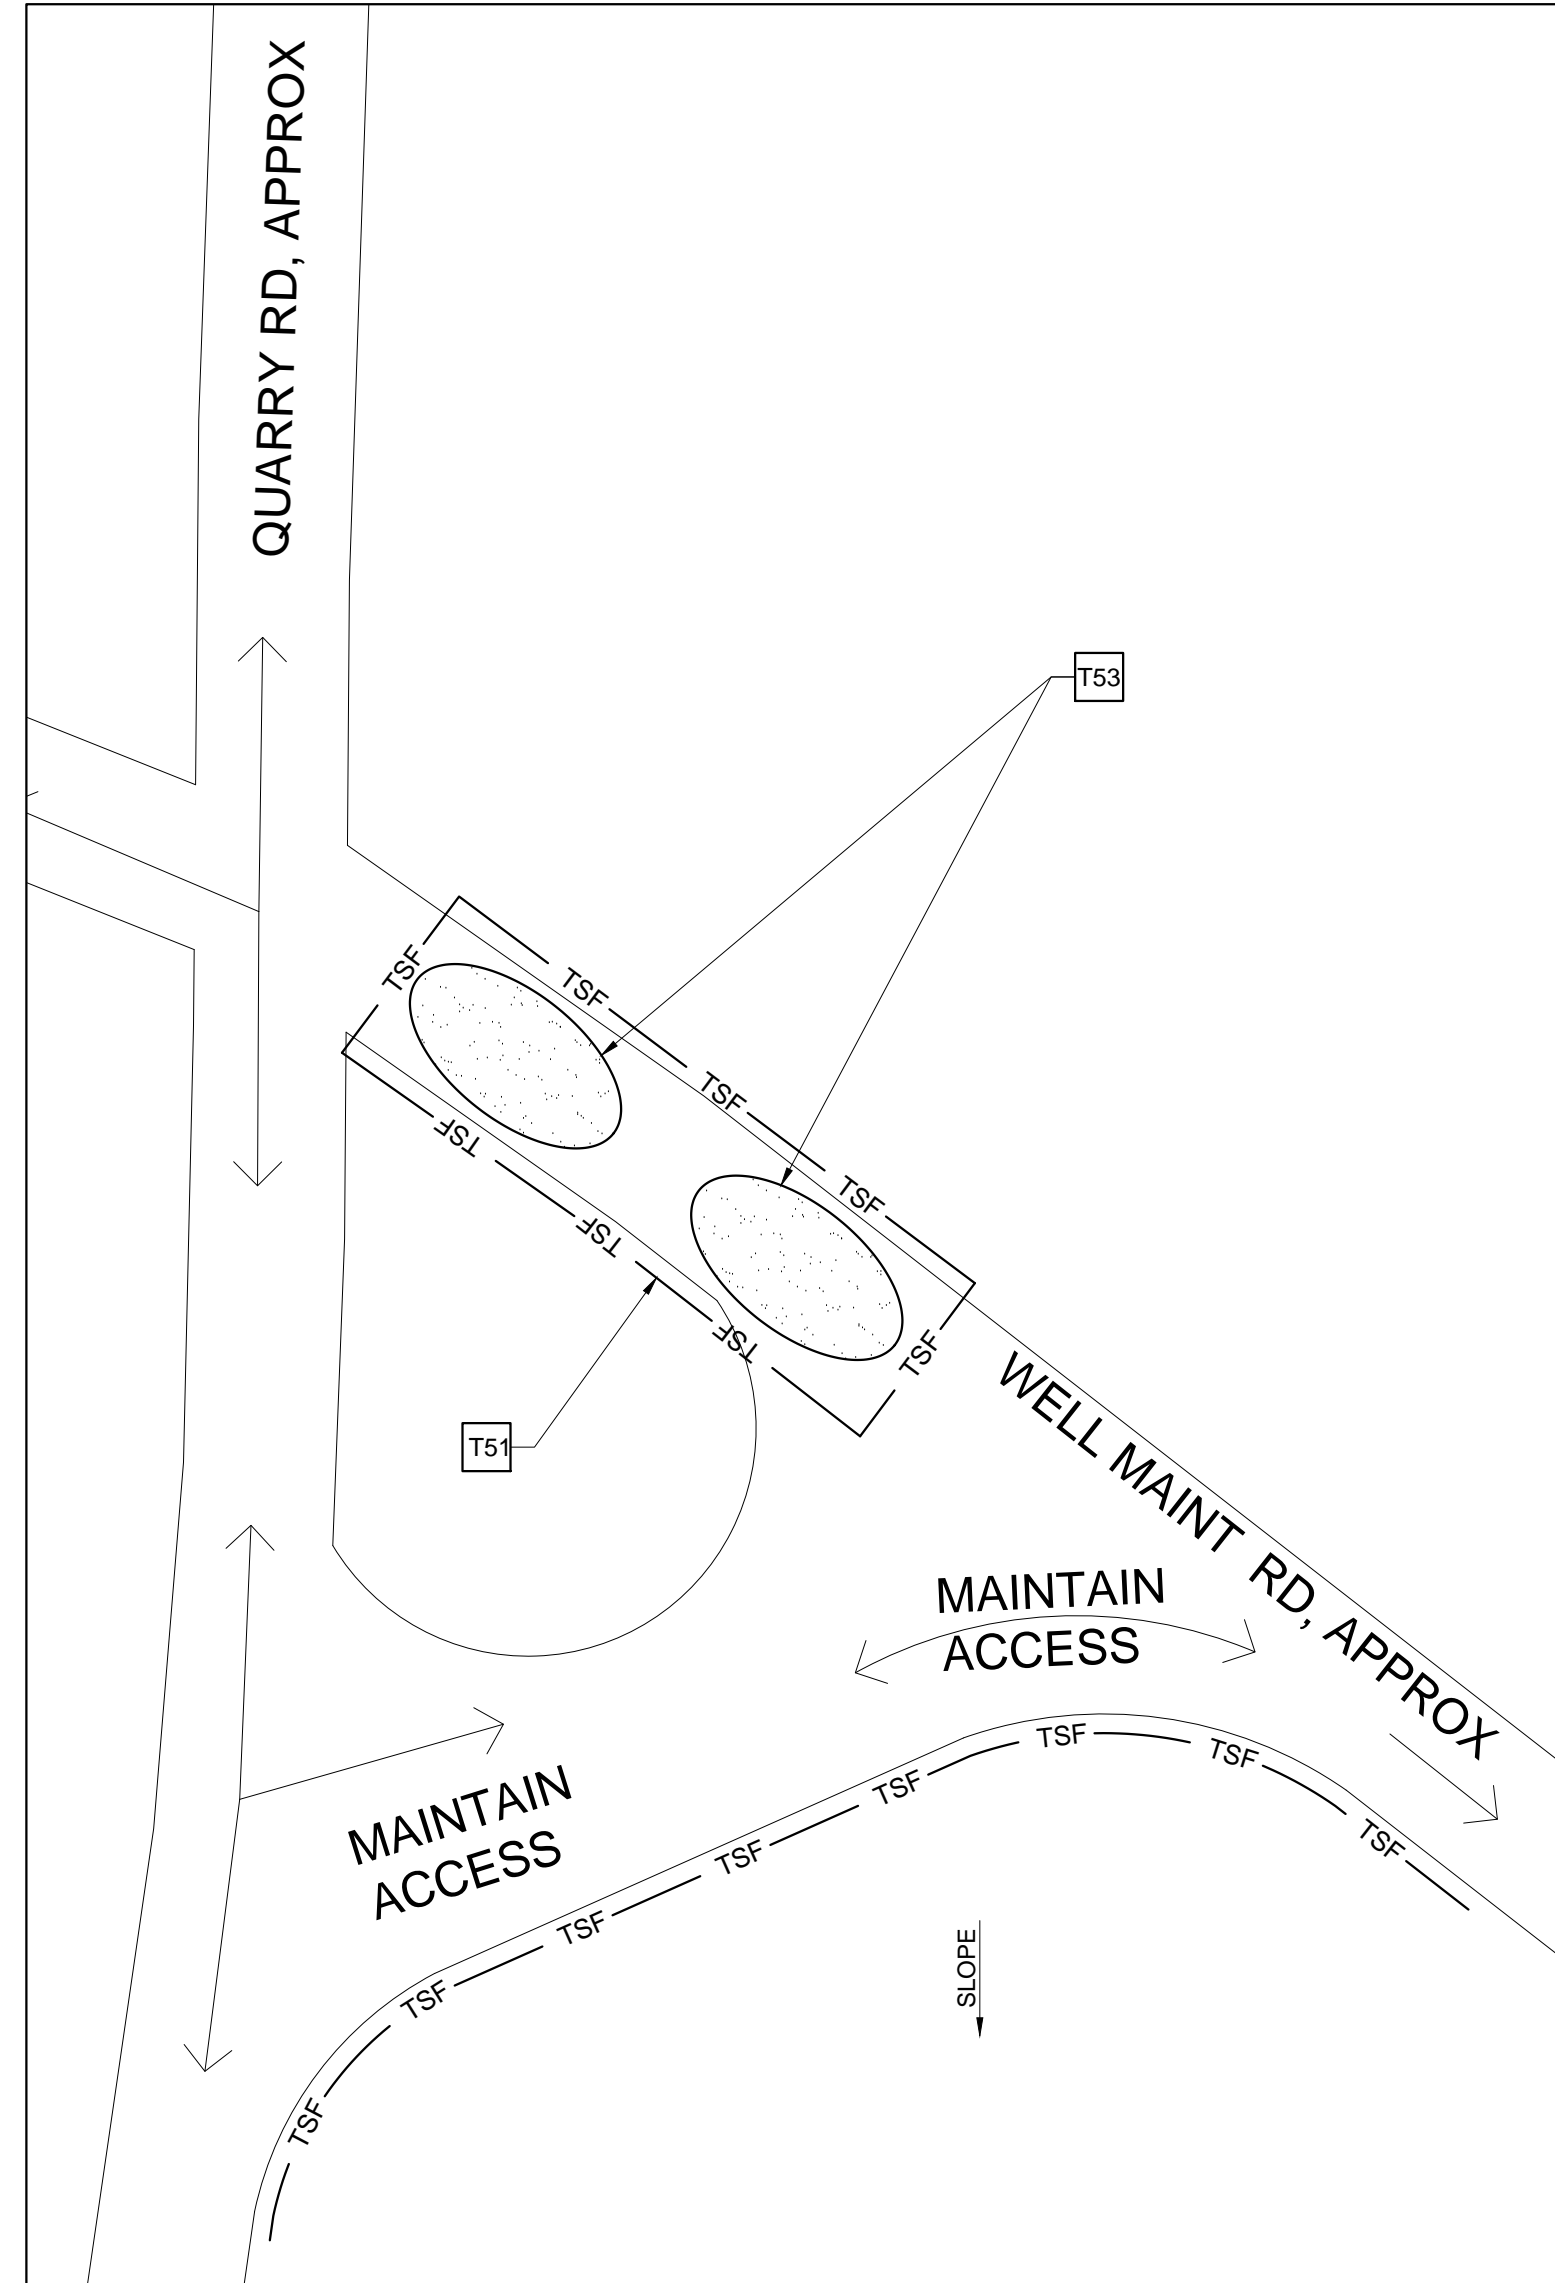 QUARRY RD, APPROX
T53
TSF
TSF
TSF
TSF
TSF
TSF
TSF
TSF
T51
WELL MAINT RD, APPROX
MAINTAIN
ACCESS
MAINTAIN
ACCESS
TSF
TSF
TSF
TSF
TSF
TSF
TSF
TSF
SLOPE